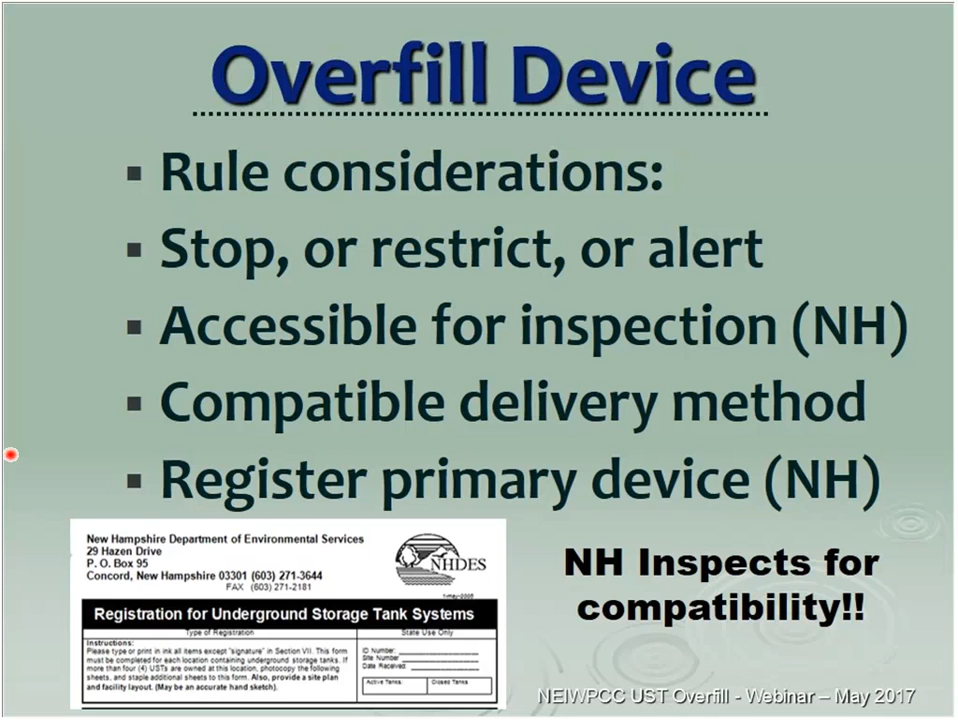 Overfill Device
Rule considerations:
Stop, or restrict, or alert
Accessible for inspection (NH)
Compatible delivery method
Register primary device (NH)
New Hampshire Department of Environmental Services
29 Hazen Drive
P. O. Box 95
Concord, New Hampshire 03301 (603) 271-3644
FAX (603) 271-2181
NHDES
1-may-2005
Registration for Underground Storage Tank Systems
Type of Registration
State Use Only
Instructions:
Please type or print in ink all items except "signature" in Section VII. This form
must be completed for each location containing underground storage tanks. If
more than four (4) USTs are owned at this location, photocopy the following
sheets, and staple additional sheets to this form. Also, provide a site plan
and facility layout. (May be an accurate hand sketch).
ID Number:
Site Number
Date Received:
Active Tanks:
Closed Tanks:
NH Inspects for
compatibility!!
NEIWPCC UST Overfill - Webinar – May 2017